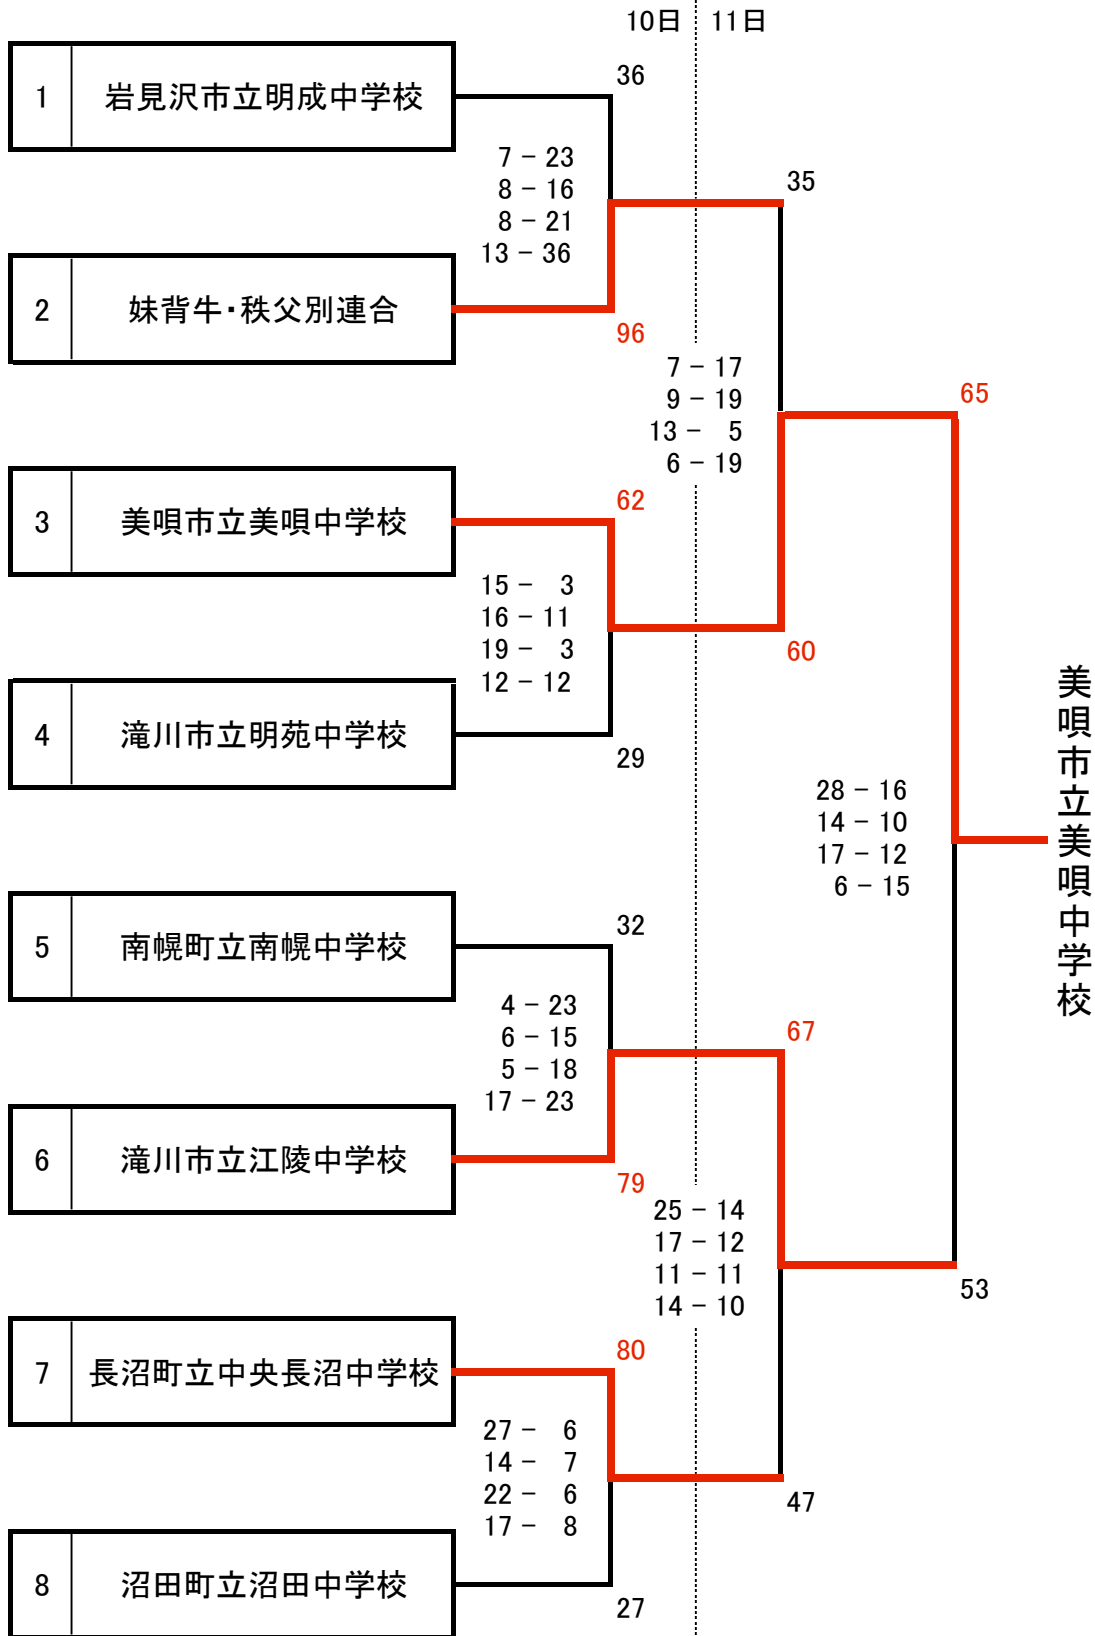 10日 11日
36
1 岩見沢市立明成中学校
7 − 23
8 − 16
8 − 21
13 − 36
35
2 妹背牛・秩父別連合
96
7 − 17
9 − 19
13 − 5
6 − 19
65
62
3 美唄市立美唄中学校
15 − 3
16 − 11
19 − 3
12 − 12
60
4 滝川市立明苑中学校
29
28 − 16
14 − 10
17 − 12
6 − 15
美唄市立美唄中学校
32
5 南幌町立南幌中学校
4 − 23
6 − 15
5 − 18
17 − 23
67
6 滝川市立江陵中学校
79
25 − 14
17 − 12
11 − 11
14 − 10
53
80
7 長沼町立中央長沼中学校
27 − 6
14 − 7
22 − 6
17 − 8
47
8 沼田町立沼田中学校
27